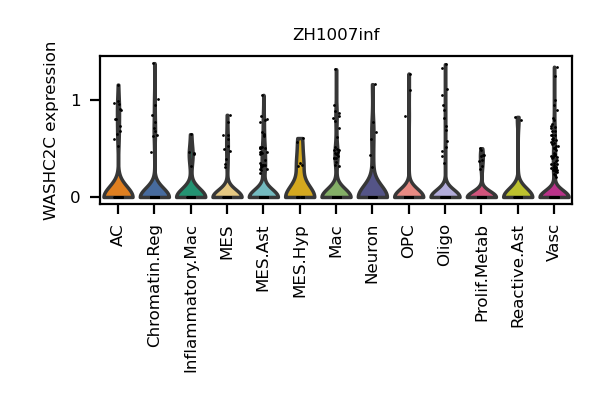 ZH1007inf
WASHC2C expression
1
0
AC
Chromatin.Reg
Inflammatory.Mac
MES
MES.Ast
MES.Hyp
Mac
Neuron
OPC
Oligo
Prolif.Metab
Reactive.Ast
Vasc